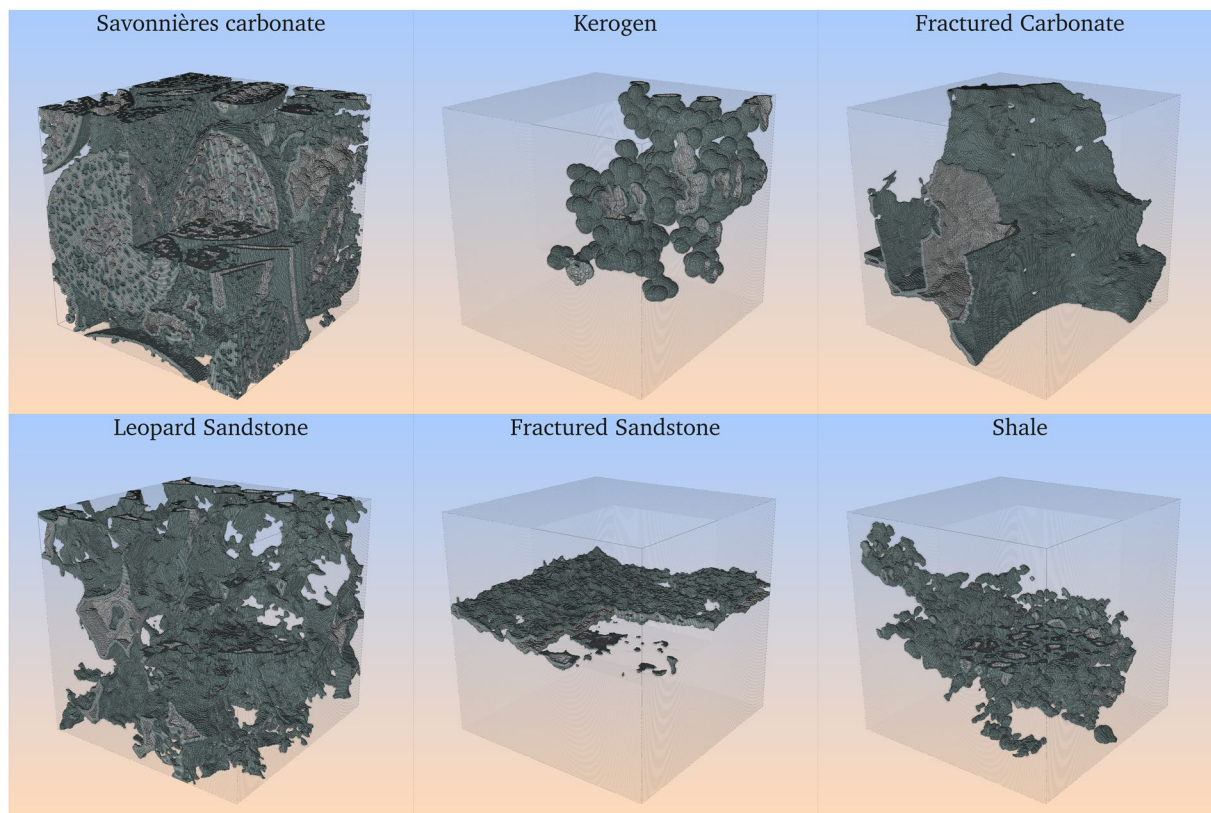 Savonnières carbonate
Kerogen
Fractured Carbonate
Leopard Sandstone
Fractured Sandstone
Shale